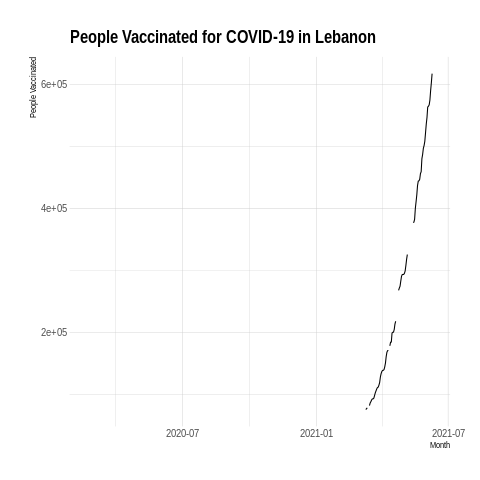 People Vaccinated for COVID-19 in Lebanon
People Vaccinated
6e+05
4e+05
2e+05
2020-07
2021-01
2021-07
Month